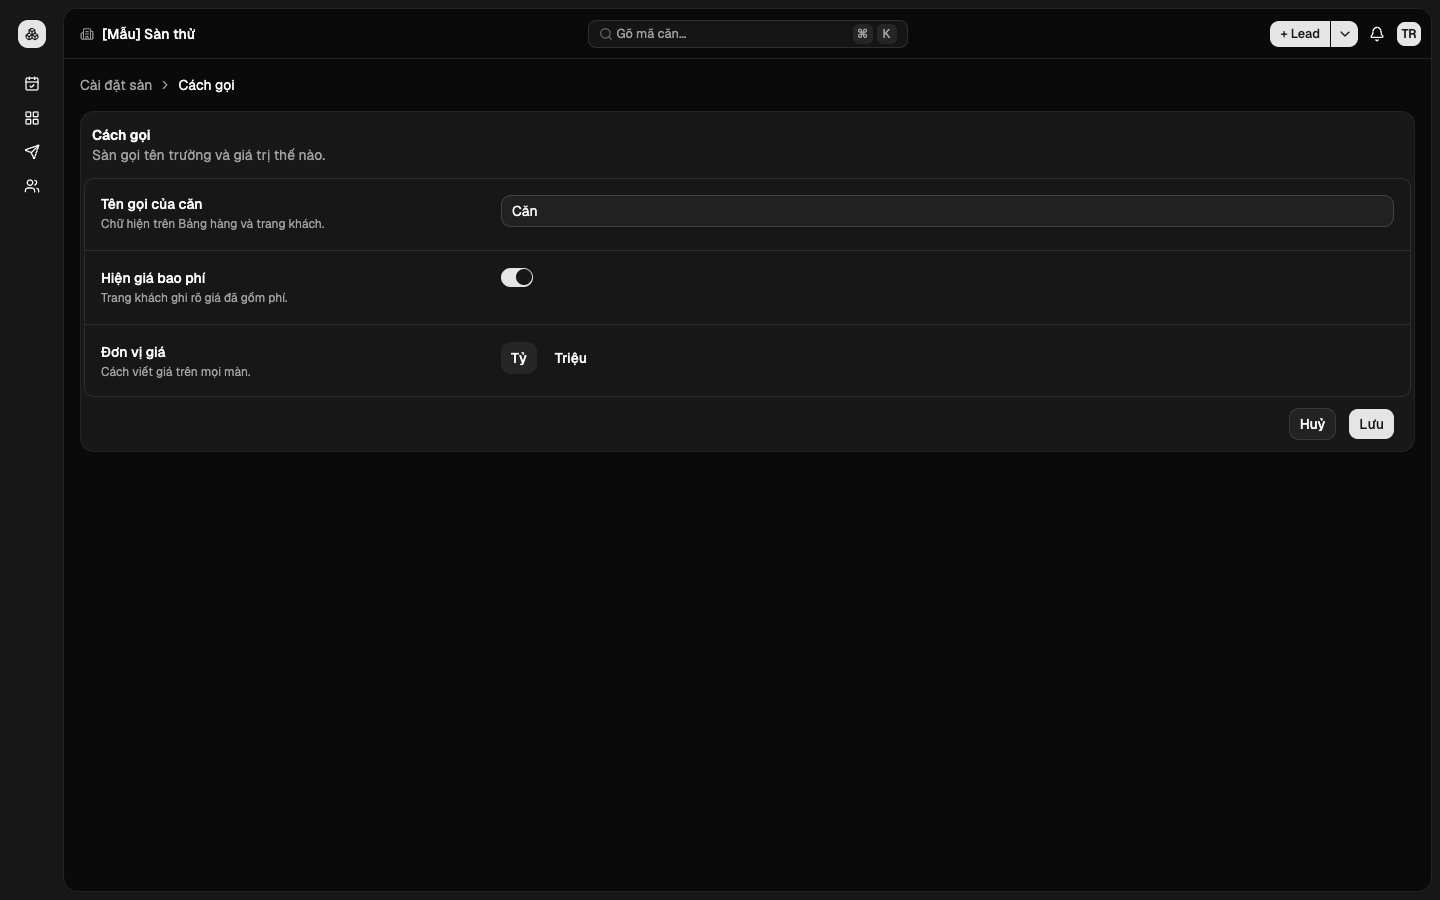 [Mẫu] Sàn thử
Gõ mã căn...
⌘ K
+ Lead
TR
Cài đặt sàn > Cách gọi
Cách gọi
Sàn gọi tên trường và giá trị thế nào.
Tên gọi của căn
Chữ hiện trên Bảng hàng và trang khách.
Căn
Hiện giá bao phí
Trang khách ghi rõ giá đã gồm phí.
Đơn vị giá
Cách viết giá trên mọi màn.
Tỷ
Triệu
Huỷ
Lưu